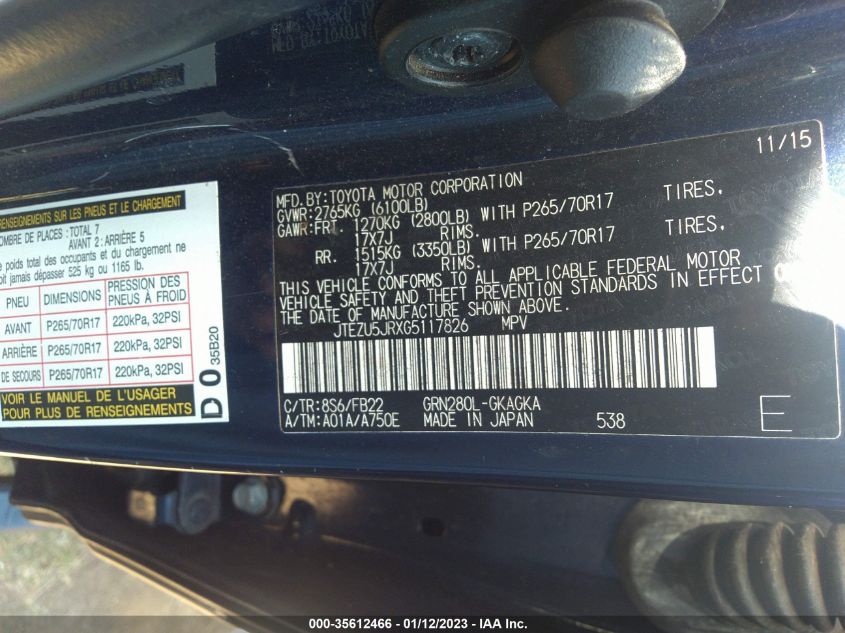 RENSEIGNEMENTS SUR LES PNEUS ET LE CHARGEMENT
NOMBRE DE PLACES : TOTAL 7
AVANT 2 : ARRIÈRE 5
e poids total des occupants et du chargement ne
oit jamais dépasser 525 kg ou 1165 lb.
PNEU DIMENSIONS PRESSION DES PNEUS À FROID
AVANT P265/70R17 220kPa, 32PSI
ARRIÈRE P265/70R17 220kPa, 32PSI
DE SECOURS P265/70R17 220kPa, 32PSI
VOIR LE MANUEL DE L'USAGER
POUR PLUS DE RENSEIGNEMENTS
D 0 35B20
11/15
MFD.BY:TOYOTA MOTOR CORPORATION
GVWR:2765KG (6100LB)
GAWR:FRT. 1270KG (2800LB) WITH P265/70R17 TIRES,
17X7J RIMS.
RR. 1515KG (3350LB) WITH P265/70R17 TIRES,
17X7J RIMS.
THIS VEHICLE CONFORMS TO ALL APPLICABLE FEDERAL MOTOR
VEHICLE SAFETY AND THEFT PREVENTION STANDARDS IN EFFECT
THE DATE OF MANUFACTURE SHOWN ABOVE.
JTEZU5JRXG5117826 MPV
C/TR:8S6/FB22 GRN280L-GKAGKA
A/TM:A01A/A750E MADE IN JAPAN 538 E
000-35612466 - 01/12/2023 - IAA Inc.